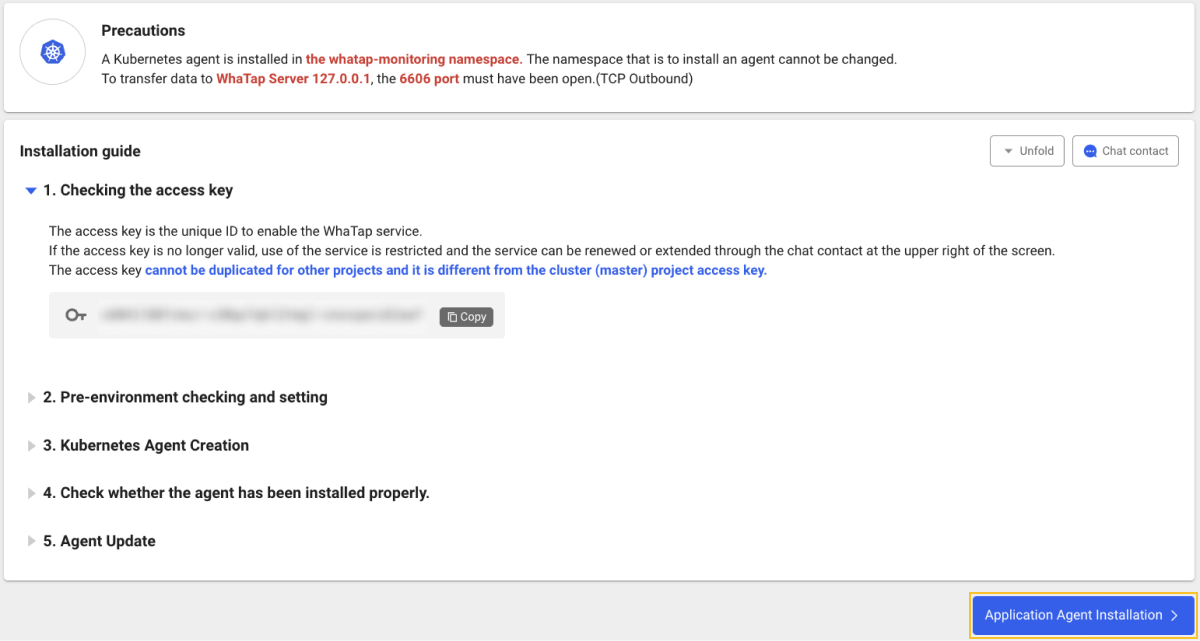 Precautions
A Kubernetes agent is installed in the whatap-monitoring namespace. The namespace that is to install an agent cannot be changed.
To transfer data to WhaTap Server 127.0.0.1, the 6606 port must have been open.(TCP Outbound)
Installation guide
Unfold
Chat contact
1. Checking the access key
The access key is the unique ID to enable the WhaTap service.
If the access key is no longer valid, use of the service is restricted and the service can be renewed or extended through the chat contact at the upper right of the screen.
The access key cannot be duplicated for other projects and it is different from the cluster (master) project access key.
Copy
2. Pre-environment checking and setting
3. Kubernetes Agent Creation
4. Check whether the agent has been installed properly.
5. Agent Update
Application Agent Installation